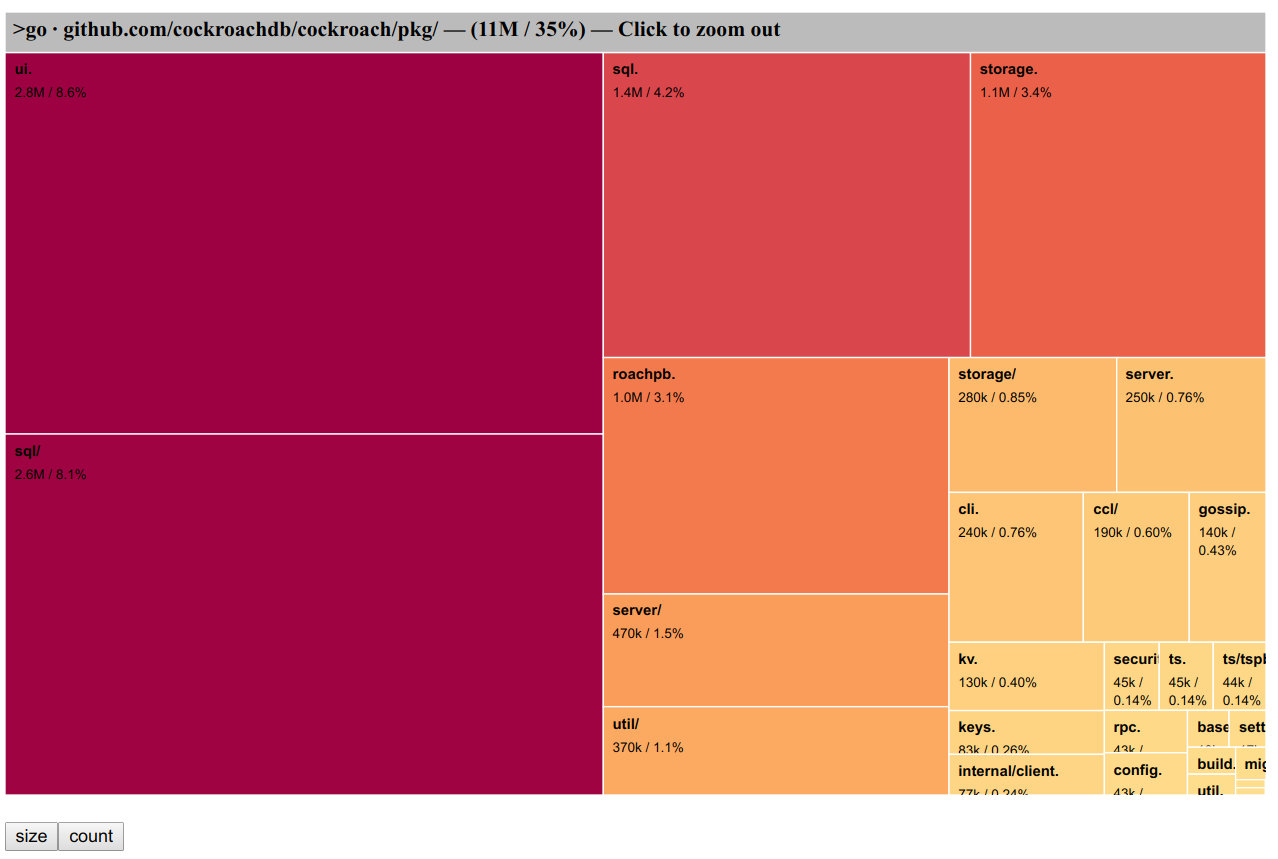 >go · github.com/cockroachdb/cockroach/pkg/ — (11M / 35%) — Click to zoom out
ui.
2.8M / 8.6%
sql/
2.6M / 8.1%
sql.
1.4M / 4.2%
storage.
1.1M / 3.4%
roachpb.
1.0M / 3.1%
server/
470k / 1.5%
util/
370k / 1.1%
storage/
280k / 0.85%
server.
250k / 0.76%
cli.
240k / 0.76%
ccl/
190k / 0.60%
gossip.
140k /
0.43%
kv.
130k / 0.40%
securit
45k /
0.14%
ts.
45k /
0.14%
ts/tspb
44k /
0.14%
keys.
83k / 0.26%
internal/client.
77k / 0.24%
rpc.
43k /
config.
43k /
base
sett
build.
mig
util.
size
count